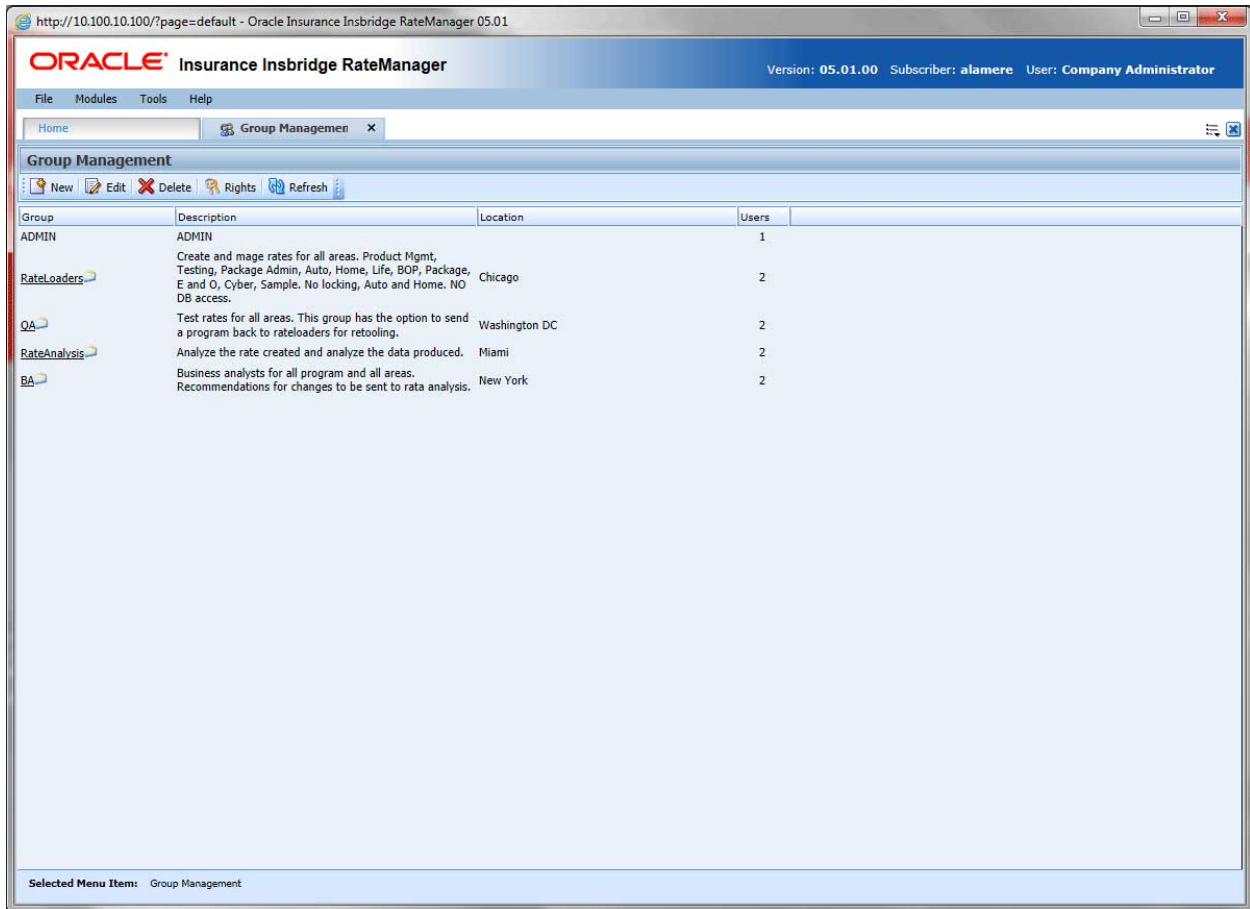 http://10.100.10.100/?page=default - Oracle Insurance Insbridge RateManager 05.01
ORACLE Insurance Insbridge RateManager
Version: 05.01.00 Subscriber: alamere User: Company Administrator
File Modules Tools Help
Home
Group Managemen
Group Management
New Edit Delete Rights Refresh
Group Description Location Users
ADMIN ADMIN 1
RateLoaders
Create and mage rates for all areas. Product Mgmt,
Testing, Package Admin, Auto, Home, Life, BOP, Package,
E and O, Cyber, Sample. No locking, Auto and Home. NO
DB access.
Chicago 2
QA
Test rates for all areas. This group has the option to send
a program back to rateloaders for retooling.
Washington DC 2
RateAnalysis Analyze the rate created and analyze the data produced. Miami 2
BA
Business analysts for all program and all areas.
Recommendations for changes to be sent to rata analysis.
New York 2
Selected Menu Item: Group Management